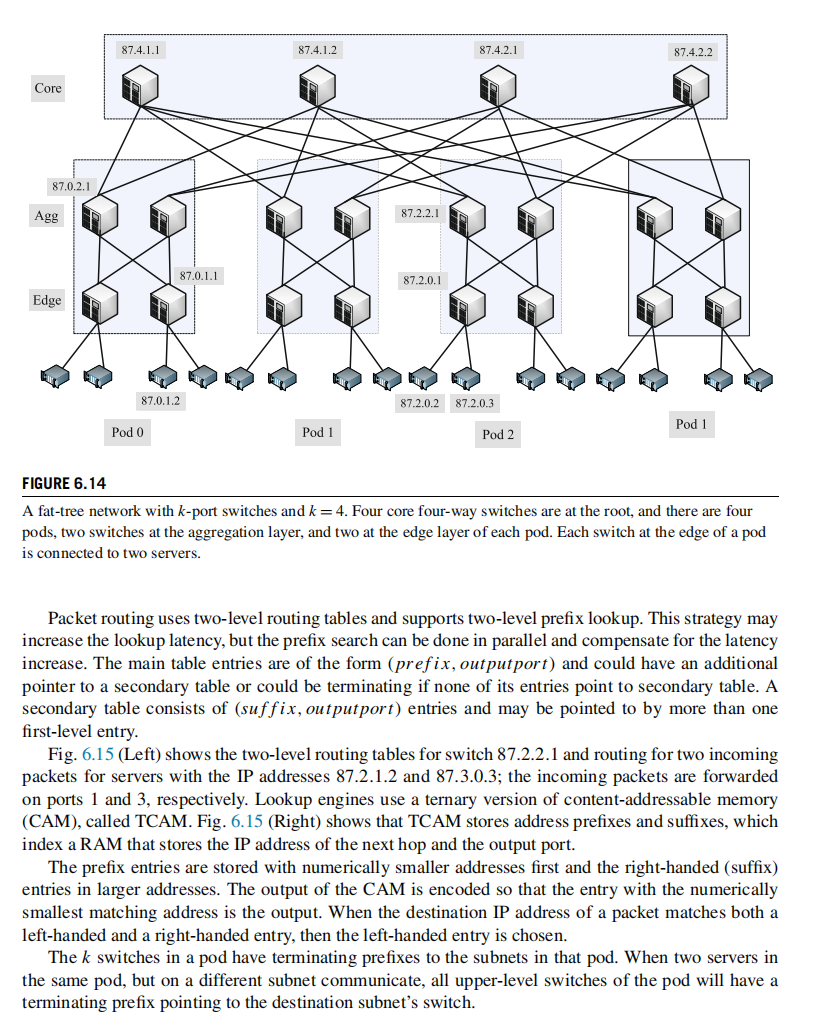 87.4.1.1
87.4.1.2
87.4.2.1
87.4.2.2
Core
87.0.2.1
Agg
87.2.2.1
87.0.1.1
87.2.0.1
Edge
87.0.1.2
87.2.0.2
87.2.0.3
Pod 0
Pod 1
Pod 2
Pod 1
FIGURE 6.14
A fat-tree network with k-port switches and k = 4. Four core four-way switches are at the root, and there are four
pods, two switches at the aggregation layer, and two at the edge layer of each pod. Each switch at the edge of a pod
is connected to two servers.
Packet routing uses two-level routing tables and supports two-level prefix lookup. This strategy may
increase the lookup latency, but the prefix search can be done in parallel and compensate for the latency
increase. The main table entries are of the form (prefix, outputport) and could have an additional
pointer to a secondary table or could be terminating if none of its entries point to secondary table. A
secondary table consists of (suffix, outputport) entries and may be pointed to by more than one
first-level entry.
Fig. 6.15 (Left) shows the two-level routing tables for switch 87.2.2.1 and routing for two incoming
packets for servers with the IP addresses 87.2.1.2 and 87.3.0.3; the incoming packets are forwarded
on ports 1 and 3, respectively. Lookup engines use a ternary version of content-addressable memory
(CAM), called TCAM. Fig. 6.15 (Right) shows that TCAM stores address prefixes and suffixes, which
index a RAM that stores the IP address of the next hop and the output port.
The prefix entries are stored with numerically smaller addresses first and the right-handed (suffix)
entries in larger addresses. The output of the CAM is encoded so that the entry with the numerically
smallest matching address is the output. When the destination IP address of a packet matches both a
left-handed and a right-handed entry, then the left-handed entry is chosen.
The k switches in a pod have terminating prefixes to the subnets in that pod. When two servers in
the same pod, but on a different subnet communicate, all upper-level switches of the pod will have a
terminating prefix pointing to the destination subnet's switch.